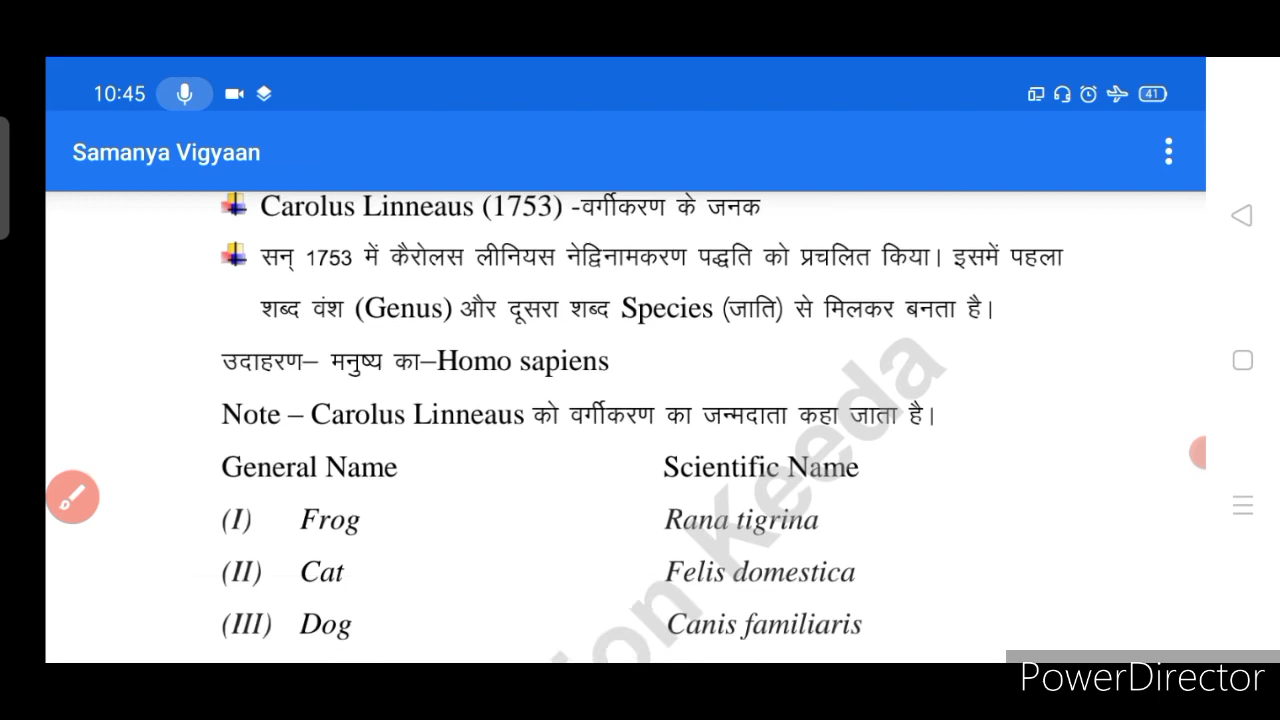 10:45
41
Samanya Vigyaan
Carolus Linneaus (1753) -वर्गीकरण के जनक
सन् 1753 में कैरोलस लीनियस नेद्विनामकरण पद्धति को प्रचलित किया। इसमें पहला
शब्द वंश (Genus) और दूसरा शब्द Species (जाति) से मिलकर बनता है।
उदाहरण– मनुष्य का–Homo sapiens
Note – Carolus Linneaus को वर्गीकरण का जन्मदाता कहा जाता है।
General Name Scientific Name
(I) Frog Rana tigrina
(II) Cat Felis domestica
(III) Dog Canis familiaris
Keeda
PowerDirector